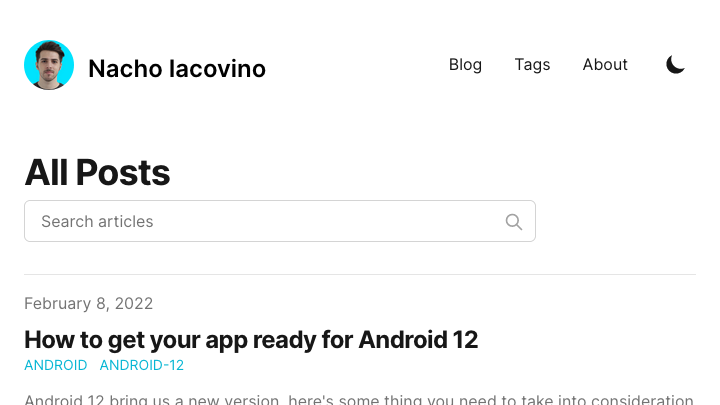 Nacho Iacovino
Blog Tags About
All Posts
Search articles
February 8, 2022
How to get your app ready for Android 12
ANDROID ANDROID-12
Android 12 bring us a new version, here's some thing you need to take into consideration